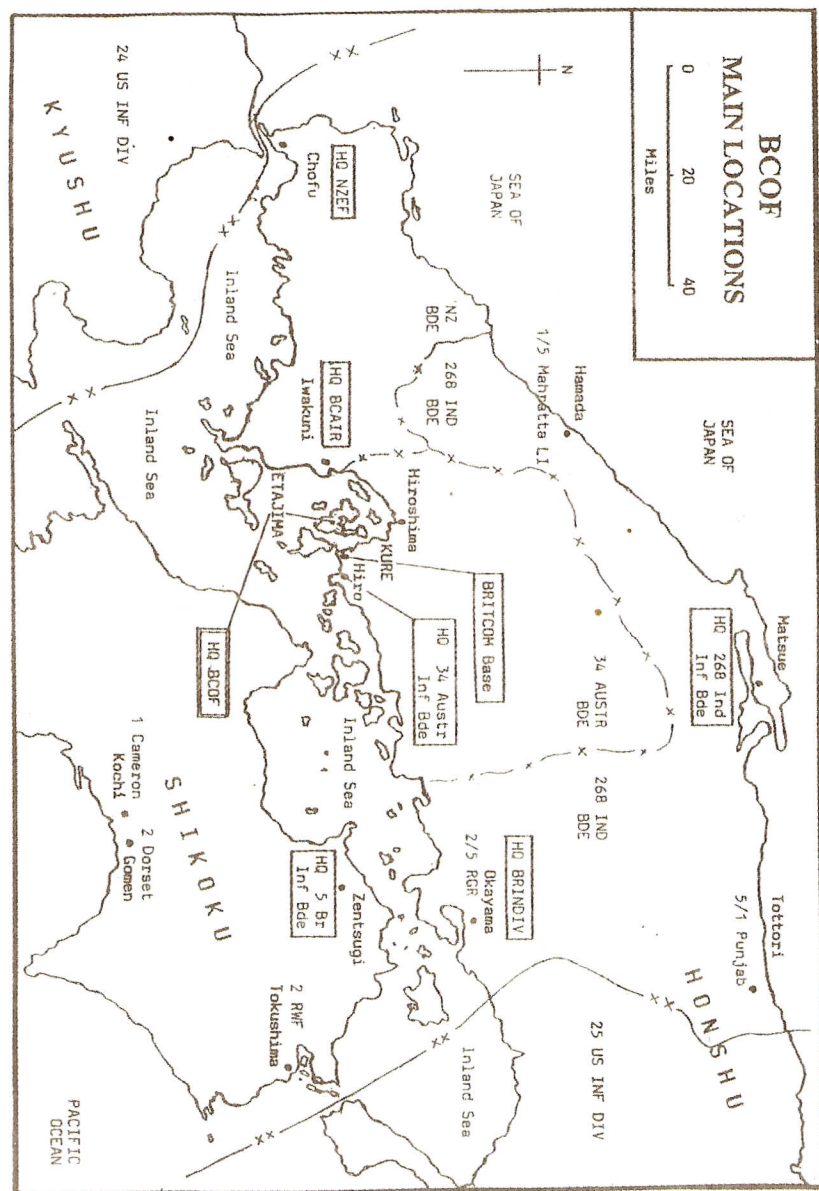 BCOF
MAIN LOCATIONS
0 20 40
Miles
N
SEA OF
JAPAN
SEA OF
JAPAN
Matsue
HQ 268 Ind
Inf Bde
Tottori
5/1 Punjab
HONSHU
Hamada
1/5 Mahratta LI
NZ
BDE
268 IND
BDE
34 AUSTR
BDE
268 IND
BDE
25 US INF DIV
HQ NZEF
Chofu
HQ BCAIR
Iwakuni
Hiroshima
KURE
Hiro
ETAJIMA
BRITCOM Base
HQ 34 Austr
Inf Bde
HQ BCOF
HQ BRINDIV
Okayama
2/5 RGR
Inland Sea
Inland Sea
Inland Sea
Inland Sea
24 US INF DIV
KYUSHU
HQ 5 Br
Inf Bde
Zentsugi
SHIKOKU
1 Cameron
Kochi
2 Dorset
Gomen
2 RWF
Tokushima
PACIFIC
OCEAN